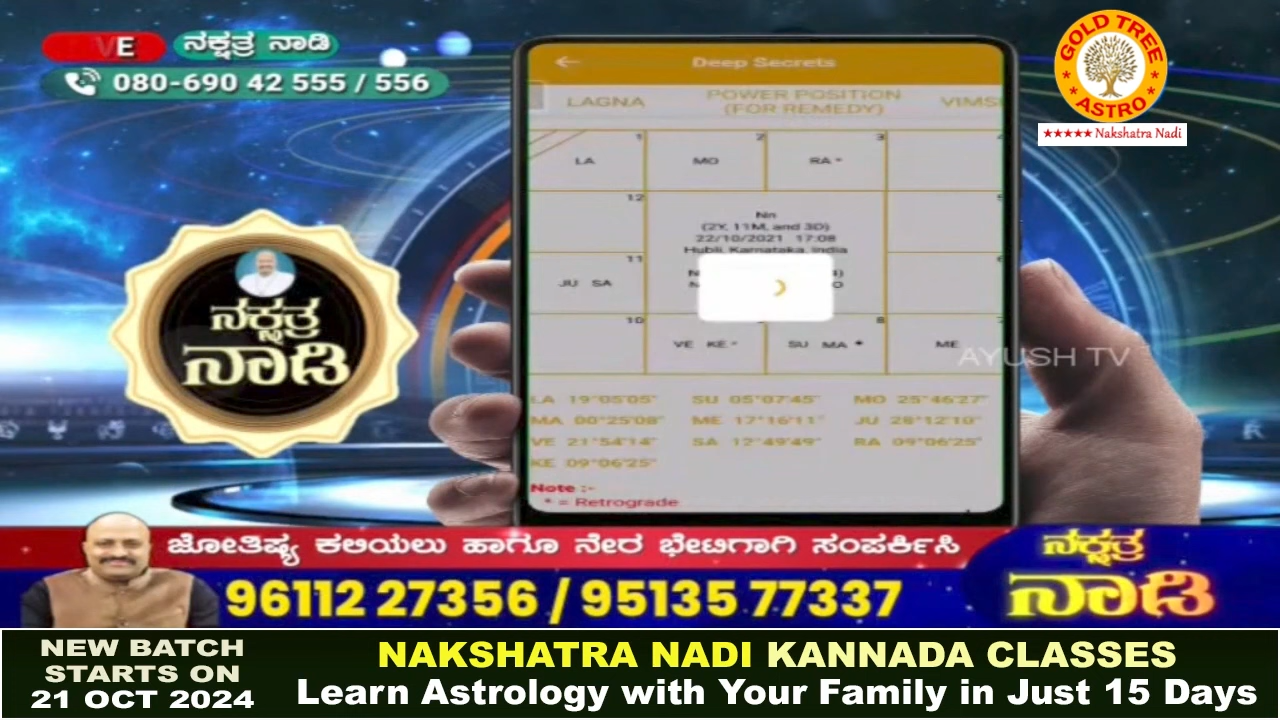 VE ನಕ್ಷತ್ರ ನಾಡಿ
080-690 42 555 / 556
GOLD TREE
ASTRO
★★★★★ Nakshatra Nadi
← Deep Secrets
LAGNA POWER POSITION (FOR REMEDY) VIMS
1 2 3
LA MO RA *
12
Nn
(2Y, 11M, and 3D)
22/10/2021 17:08
Hubli, Karnataka, India
11
JU SA
10 8 7
VE KE * SU MA * ME
AYUSH TV
LA 19°05'05" SU 05°07'45" MO 25°46'27"
MA 00°25'08" ME 17°16'11" JU 28°12'10"
VE 21°54'14" SA 12°49'49" RA 09°06'25"
KE 09°06'25"
Note :-
* = Retrograde
ನಕ್ಷತ್ರ
ನಾಡಿ
ಜೋತಿಷ್ಯ ಕಲಿಯಲು ಹಾಗೂ ನೇರ ಭೇಟಿಗಾಗಿ ಸಂಪರ್ಕಿಸಿ
96112 27356 / 95135 77337
ನಕ್ಷತ್ರ
ನಾಡಿ
NEW BATCH
STARTS ON
21 OCT 2024
NAKSHATRA NADI KANNADA CLASSES
Learn Astrology with Your Family in Just 15 Days